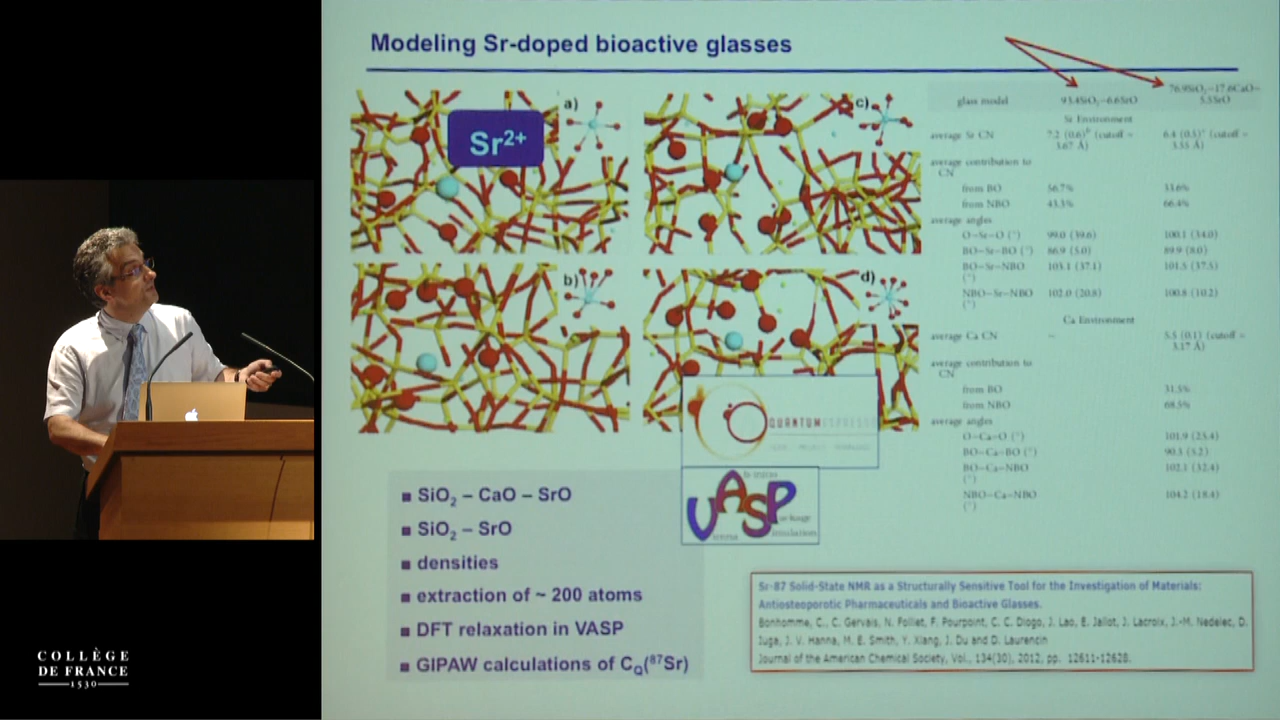 Modeling Sr-doped bioactive glasses
a)
Sr²⁺
c)
b)
d)
glass model 93.4SiO₂−6.6SrO 76.9SiO₂−17.6CaO−5.5SrO
Sr Environment
average Sr CN 7.2 (0.6)ᵇ (cutoff = 3.67 Å) 6.4 (0.5)ᶜ (cutoff = 3.55 Å)
average contribution to CN
from BO 56.7% 33.6%
from NBO 43.3% 66.4%
average angles
O−Sr−O (°) 99.0 (39.6) 100.1 (34.0)
BO−Sr−BO (°) 86.9 (5.0) 89.9 (8.0)
BO−Sr−NBO (°) 103.1 (37.1) 101.5 (37.5)
NBO−Sr−NBO (°) 102.0 (20.8) 100.8 (10.2)
Ca Environment
average Ca CN − 5.5 (0.1) (cutoff = 3.17 Å)
average contribution to CN
from BO 31.5%
from NBO 68.5%
average angles
O−Ca−O (°) 101.9 (25.4)
BO−Ca−BO (°) 90.5 (5.2)
BO−Ca−NBO (°) 102.1 (32.4)
NBO−Ca−NBO (°) 104.2 (18.4)
QUANTUMESPRESSO
VASP
simulation
■ SiO₂ – CaO – SrO
■ SiO₂ – SrO
■ densities
■ extraction of ~ 200 atoms
■ DFT relaxation in VASP
■ GIPAW calculations of C_Q(⁸⁷Sr)
Sr-87 Solid-State NMR as a Structurally Sensitive Tool for the Investigation of Materials:
Antiosteoporotic Pharmaceuticals and Bioactive Glasses.
Bonhomme, C., C. Gervais, N. Folliet, F. Pourpoint, C. C. Diogo, J. Lao, E. Jallot, J. Lacroix, J.-M. Nedelec, D.
Iuga, J. V. Hanna, M. E. Smith, Y. Xiang, J. Du and D. Laurencin
Journal of the American Chemical Society, Vol., 134(30), 2012, pp. 12611-12628.
COLLÈGE
DE FRANCE
1530